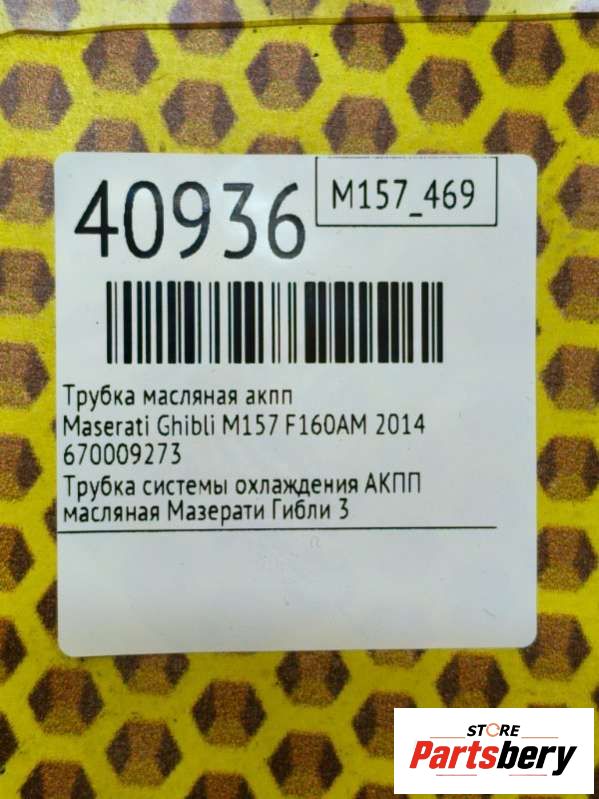 40936
M157_469
Трубка масляная акпп
Maserati Ghibli M157 F160AM 2014
670009273
Трубка системы охлаждения АКПП
масляная Мазерати Гибли 3
STORE
Partsbery